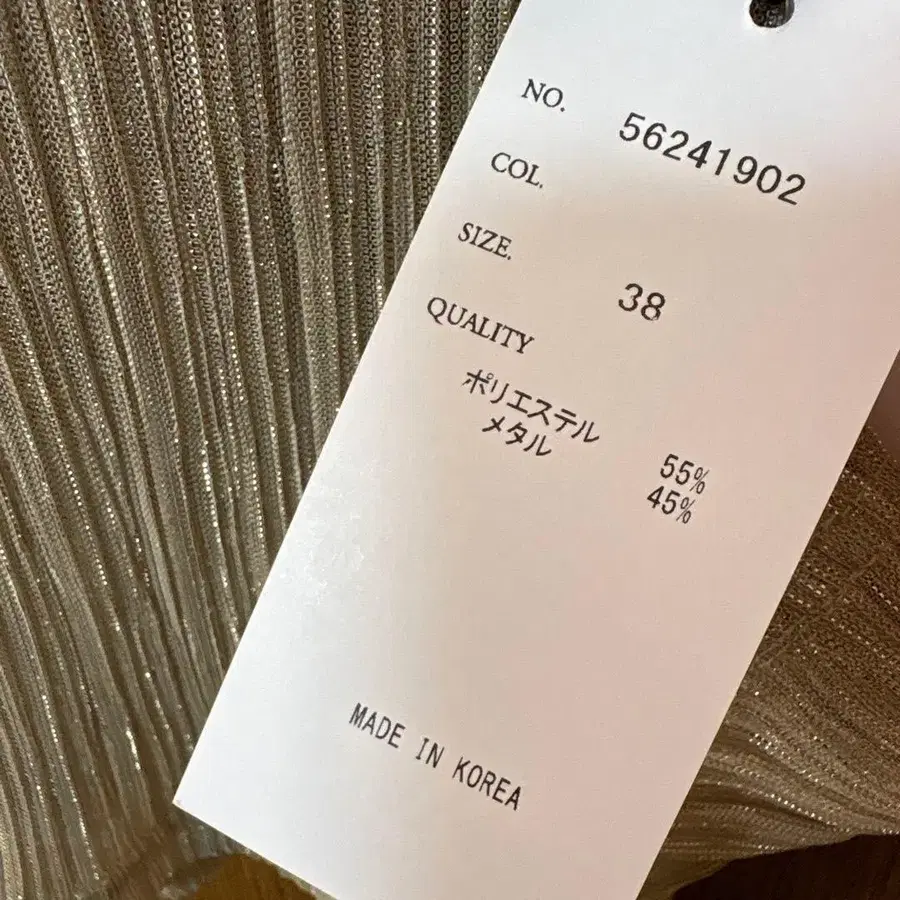 NO. 56241902
COL.
SIZE. 38
QUALITY
ポリエステル 55%
メタル 45%
MADE IN KOREA